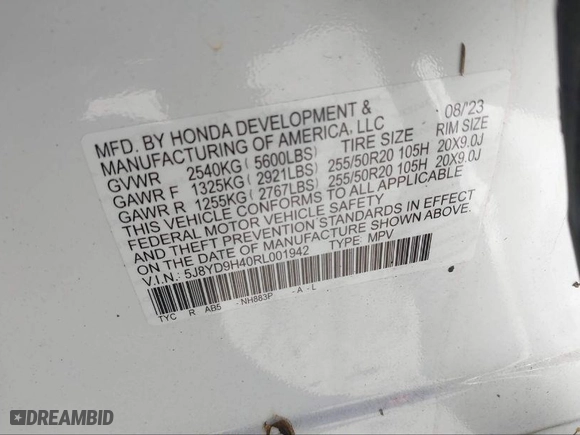 MFD. BY HONDA DEVELOPMENT & 08/'23
MANUFACTURING OF AMERICA, LLC
GVWR 2540KG ( 5600LBS) TIRE SIZE RIM SIZE
GAWR F 1325KG ( 2921LBS) 255/50R20 105H 20X9.0J
GAWR R 1255KG ( 2767LBS) 255/50R20 105H 20X9.0J
THIS VEHICLE CONFORMS TO ALL APPLICABLE
FEDERAL MOTOR VEHICLE SAFETY
AND THEFT PREVENTION STANDARDS IN EFFECT
ON THE DATE OF MANUFACTURE SHOWN ABOVE.
V.I.N.: 5J8YD9H40RL001942 TYPE: MPV
TYC R AB5 - NH883P - A - L
DREAMBID